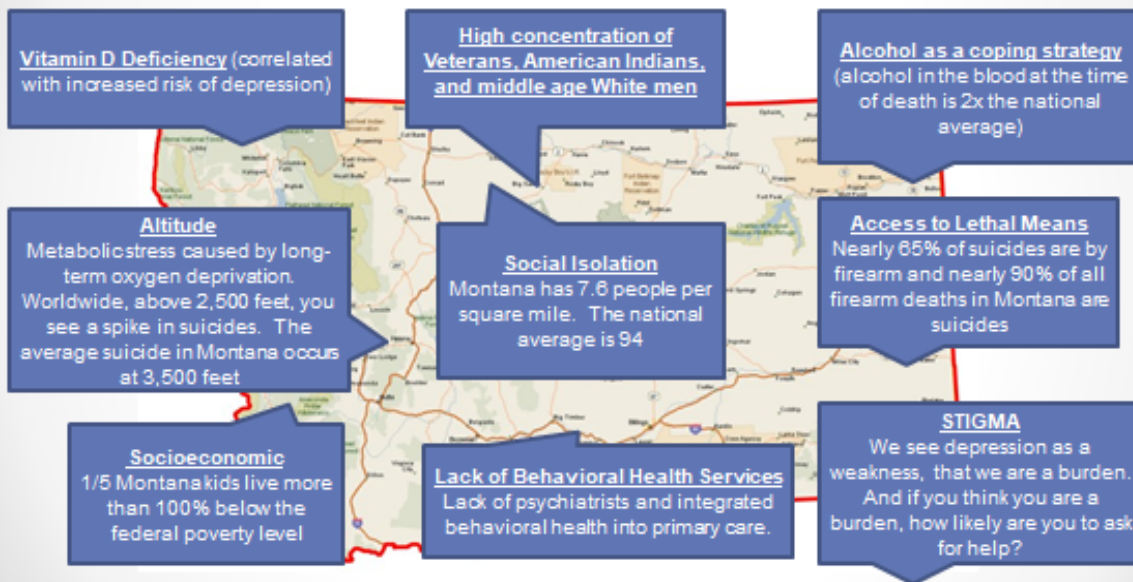 Vitamin D Deficiency (correlated
with increased risk of depression)
High concentration of
Veterans, American Indians,
and middle age White men
Alcohol as a coping strategy
(alcohol in the blood at the time
of death is 2x the national
average)
Altitude
Metabolic stress caused by long-
term oxygen deprivation.
Worldwide, above 2,500 feet, you
see a spike in suicides. The
average suicide in Montana occurs
at 3,500 feet
Social Isolation
Montana has 7.6 people per
square mile. The national
average is 94
Access to Lethal Means
Nearly 65% of suicides are by
firearm and nearly 90% of all
firearm deaths in Montana are
suicides
Socioeconomic
1/5 Montana kids live more
than 100% below the
federal poverty level
Lack of Behavioral Health Services
Lack of psychiatrists and integrated
behavioral health into primary care.
STIGMA
We see depression as a
weakness, that we are a burden.
And if you think you are a
burden, how likely are you to ask
for help?